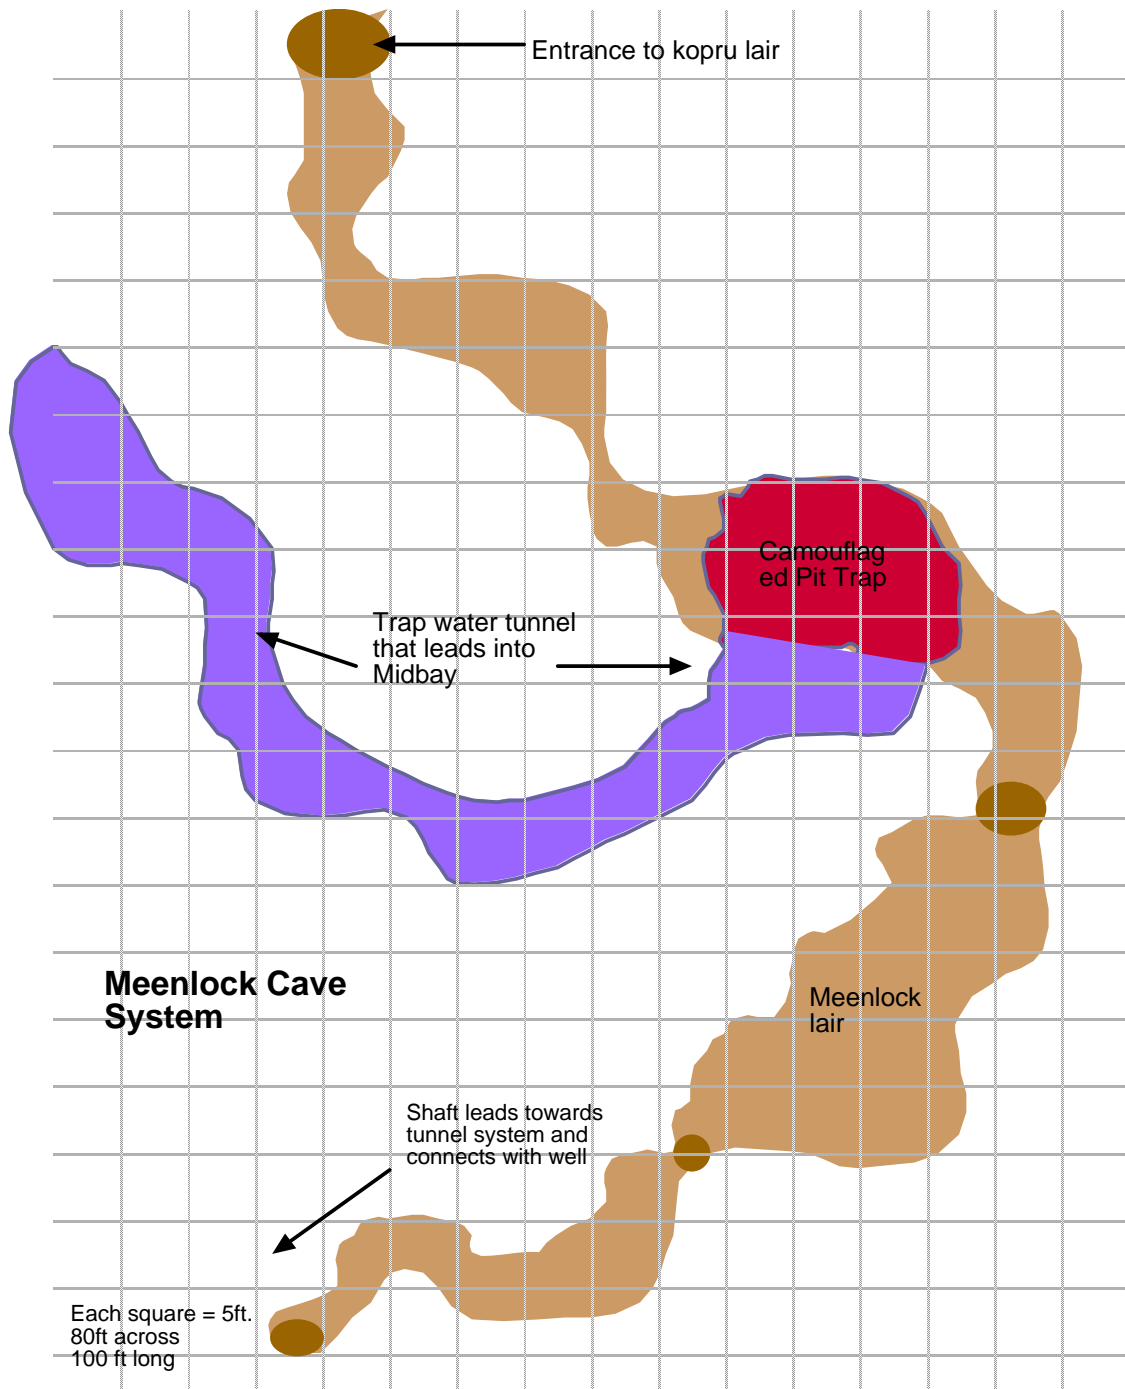 Entrance to kopru lair
Camouflag
ed Pit Trap
Trap water tunnel
that leads into
Midbay
Meenlock Cave
System
Meenlock
lair
Shaft leads towards
tunnel system and
connects with well
Each square = 5ft.
80ft across
100 ft long